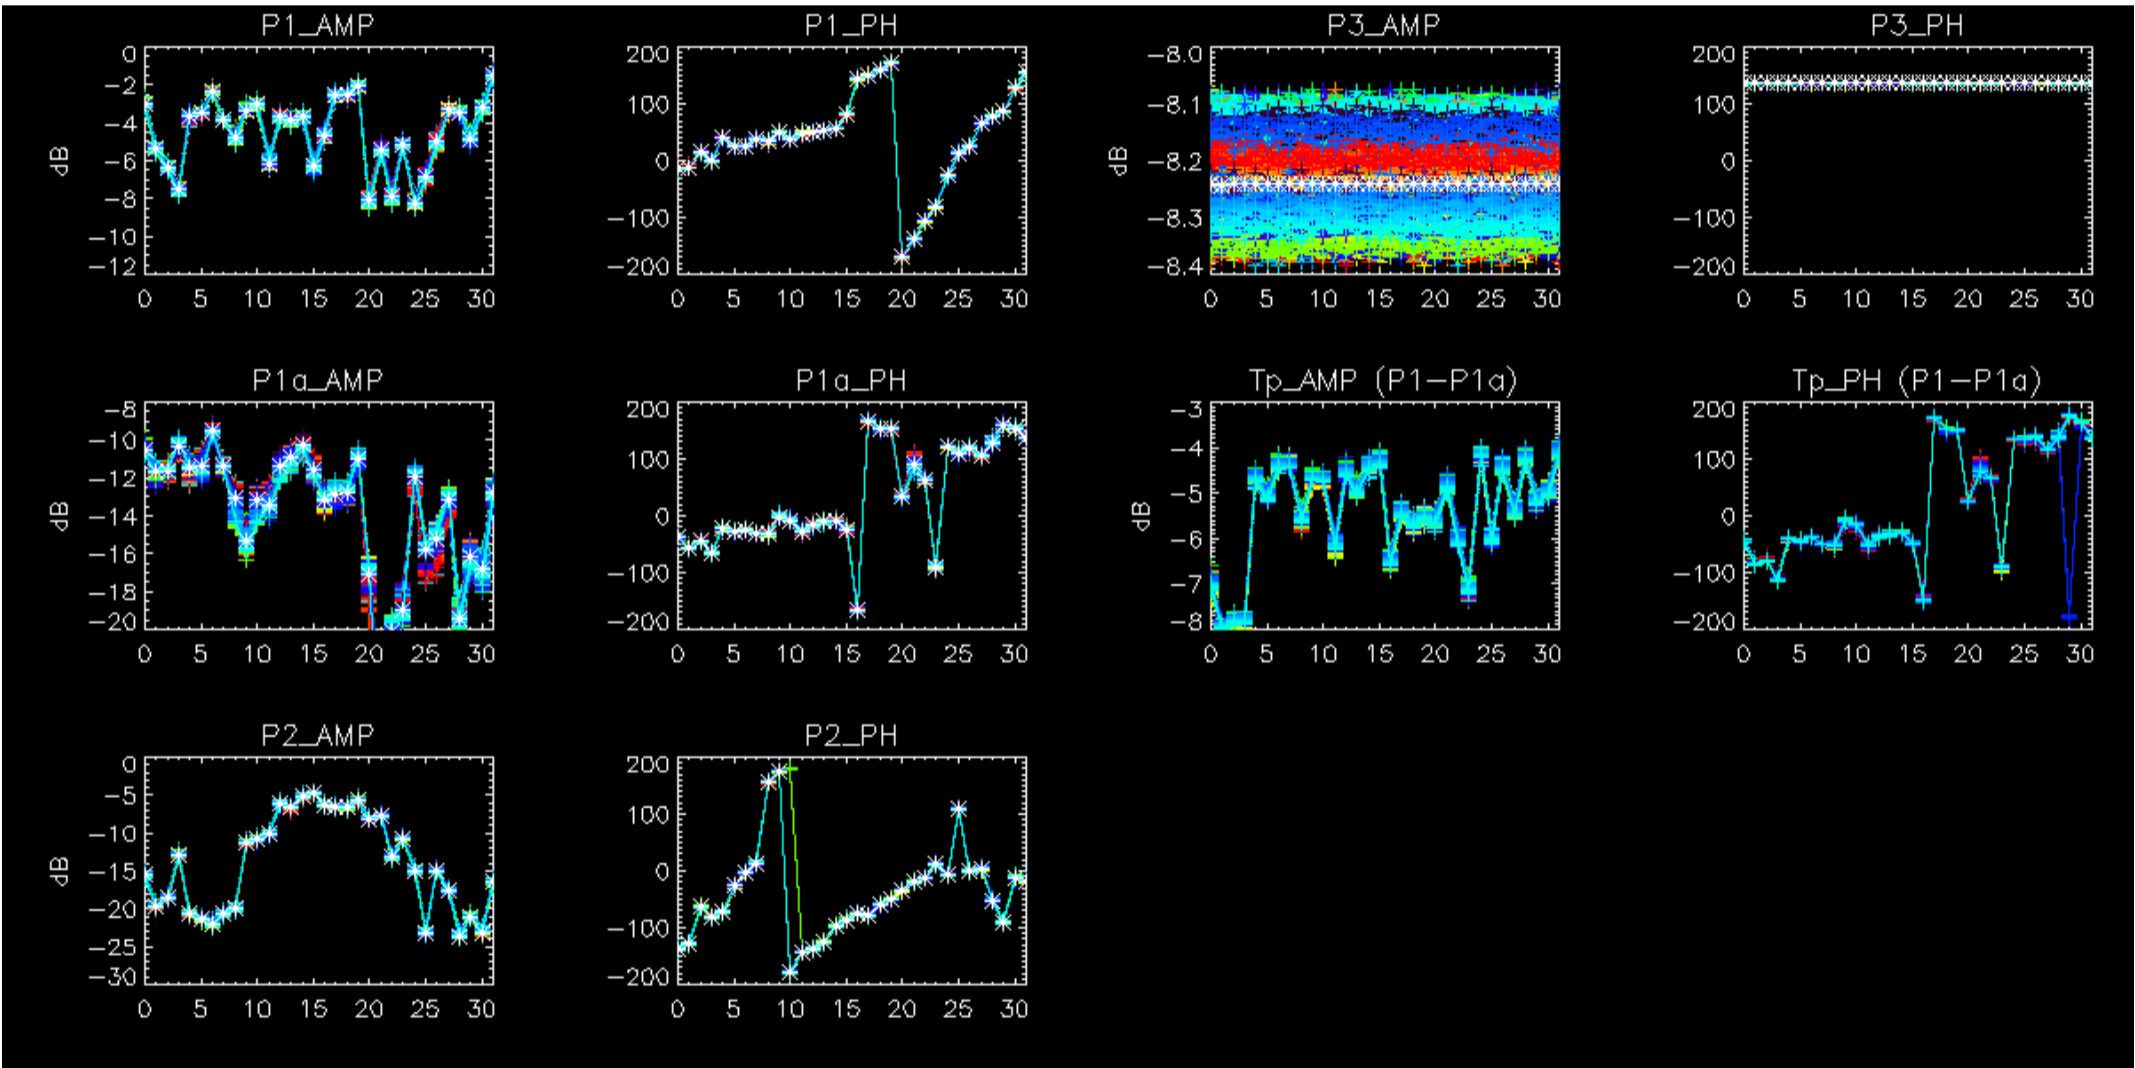 P1_AMP
0
−2
−4
−6
−8
−10
−12
dB
0 5 10 15 20 25 30
P1_PH
200
100
0
−100
−200
0 5 10 15 20 25 30
P3_AMP
−8.0
−8.1
−8.2
−8.3
−8.4
dB
0 5 10 15 20 25 30
P3_PH
200
100
0
−100
−200
0 5 10 15 20 25 30
P1a_AMP
−8
−10
−12
−14
−16
−18
−20
dB
0 5 10 15 20 25 30
P1a_PH
200
100
0
−100
−200
0 5 10 15 20 25 30
Tp_AMP (P1−P1a)
−3
−4
−5
−6
−7
−8
dB
0 5 10 15 20 25 30
Tp_PH (P1−P1a)
200
100
0
−100
−200
0 5 10 15 20 25 30
P2_AMP
0
−5
−10
−15
−20
−25
−30
dB
0 5 10 15 20 25 30
P2_PH
200
100
0
−100
−200
0 5 10 15 20 25 30